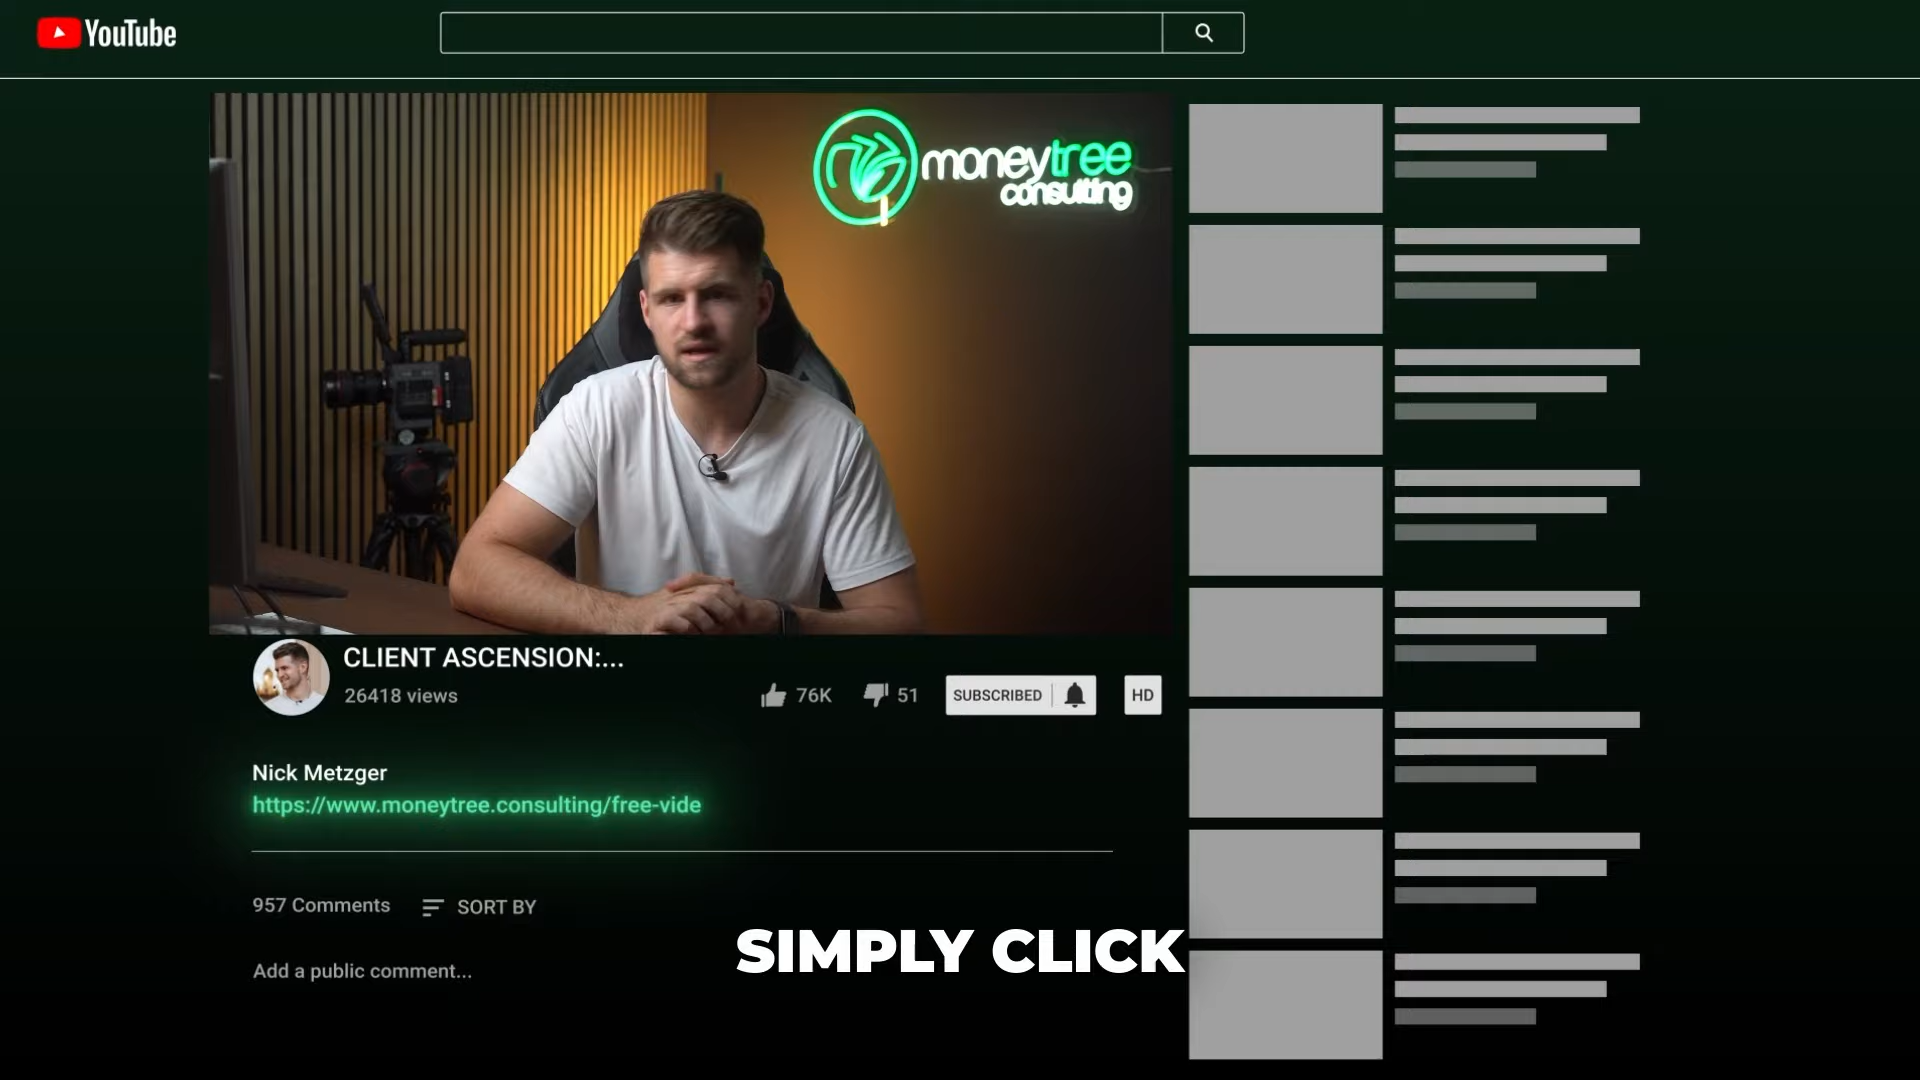 YouTube
moneytree
consulting
CLIENT ASCENSION:...
26418 views
76K
51
SUBSCRIBED
HD
Nick Metzger
https://www.moneytree.consulting/free-vide
957 Comments
SORT BY
SIMPLY CLICK
Add a public comment...